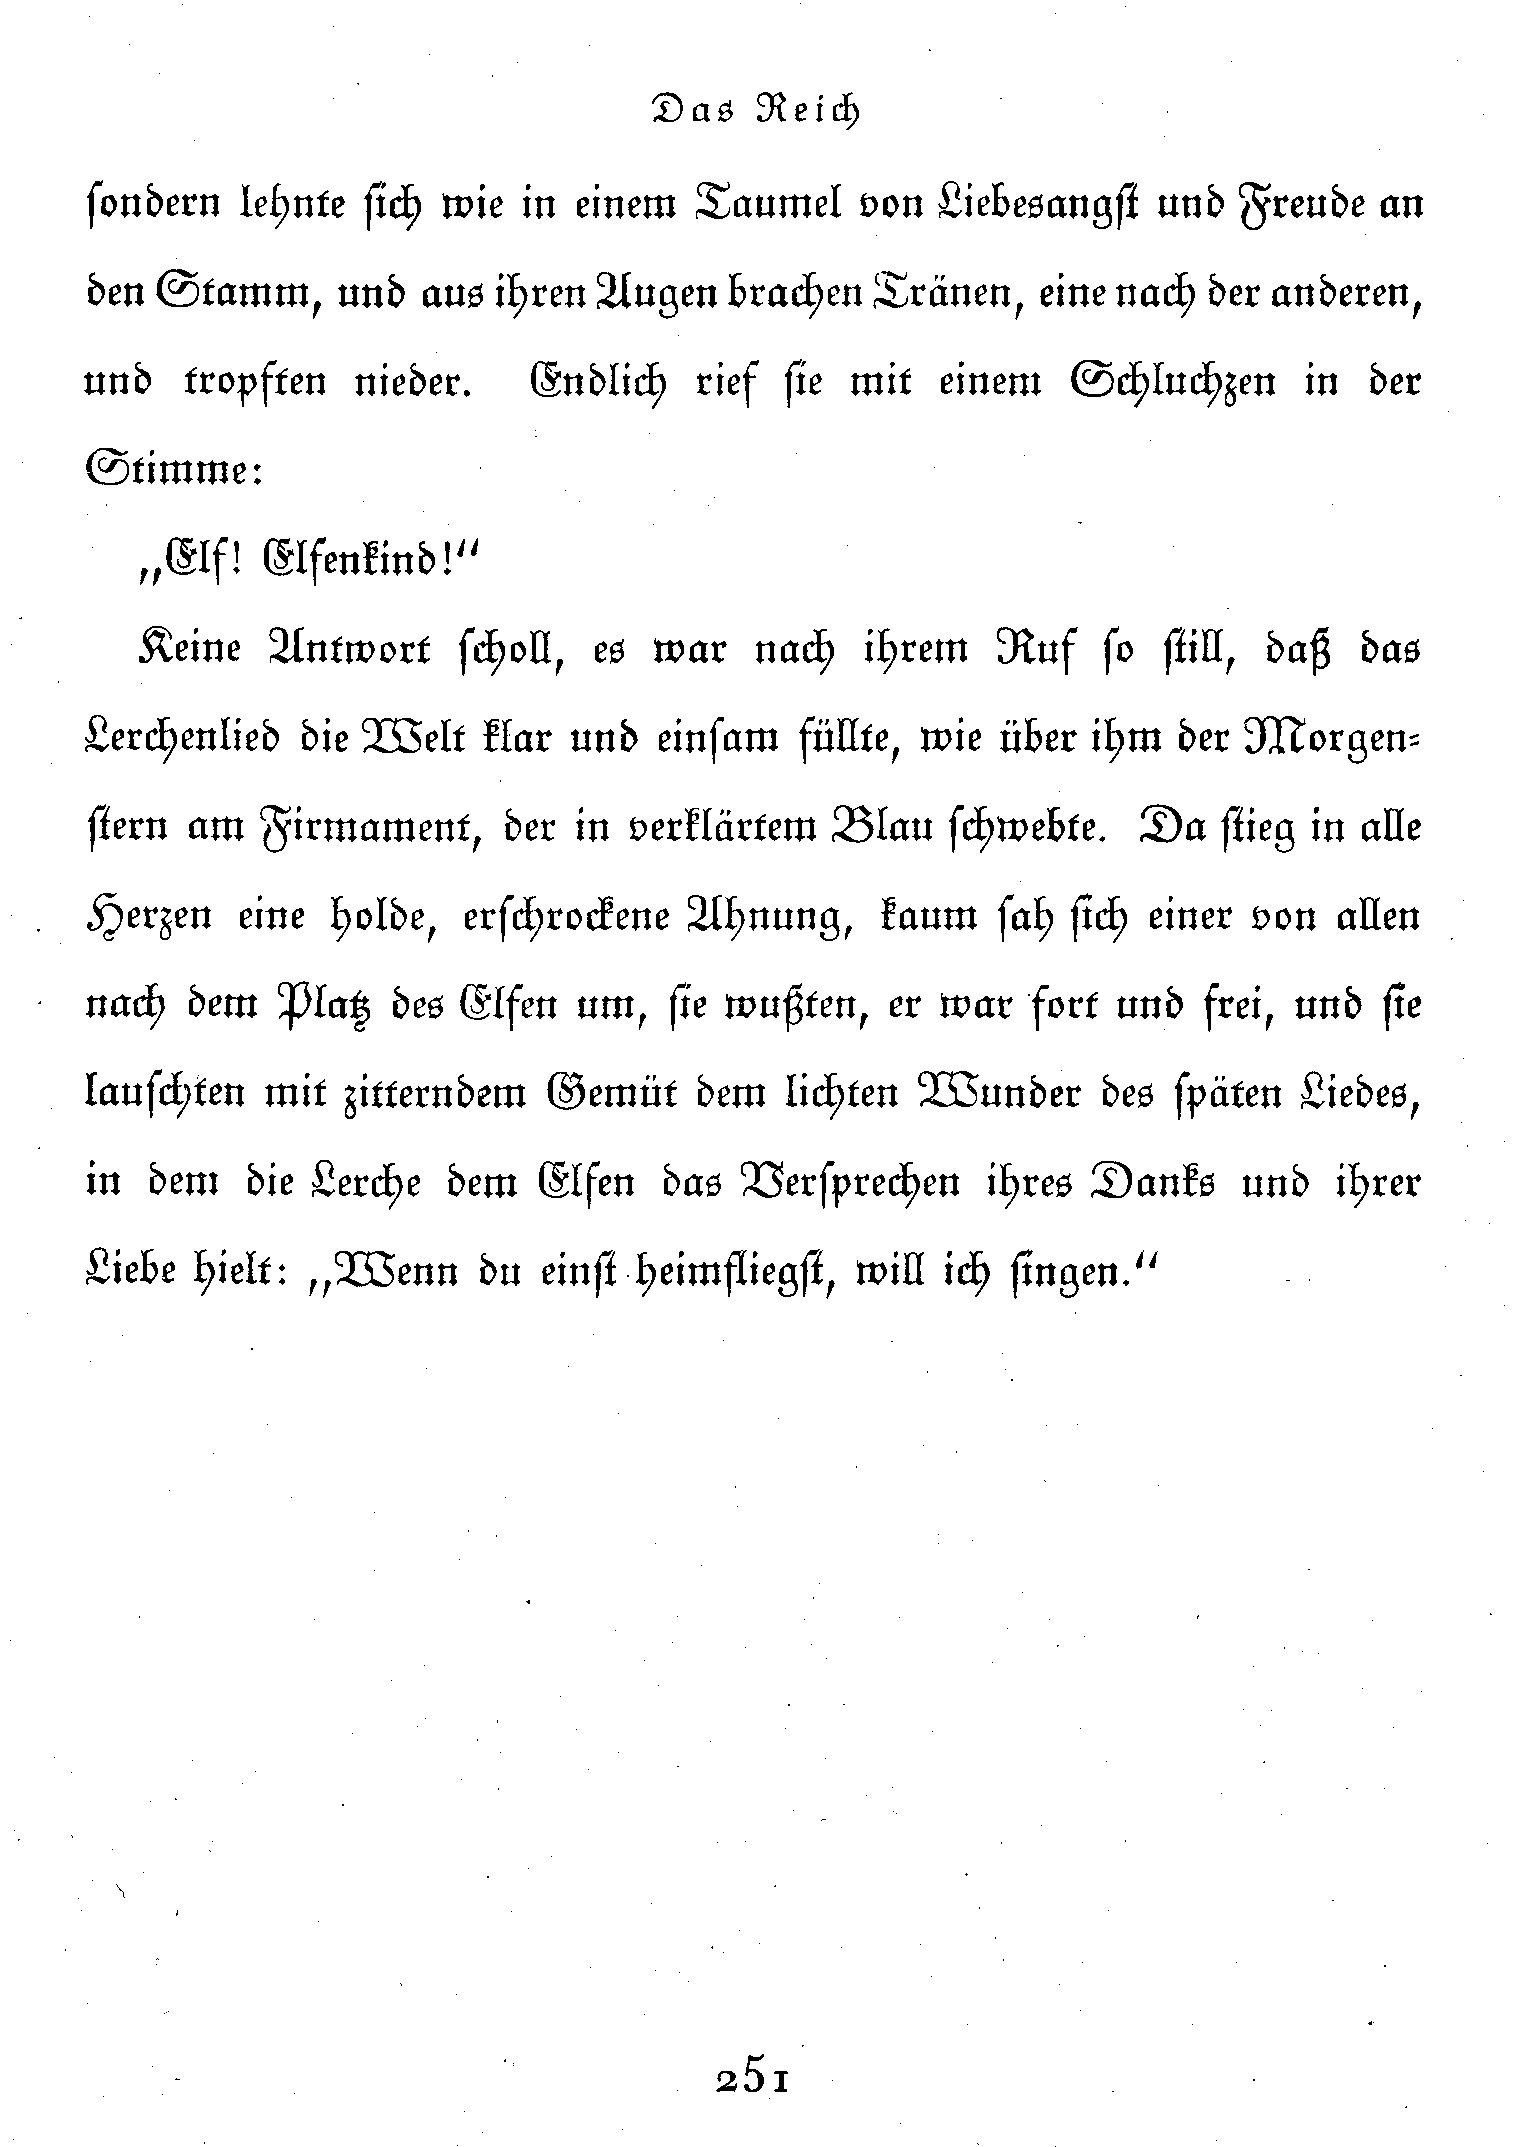 Das Reich
sondern lehnte sich wie in einem Taumel von Liebesangst und Freude an
den Stamm, und aus ihren Augen brachen Tränen, eine nach der anderen,
und tropften nieder. Endlich rief sie mit einem Schluchzen in der
Stimme:
„Elf! Elfenkind!“
Keine Antwort scholl, es war nach ihrem Ruf so still, daß das
Lerchenlied die Welt klar und einsam füllte, wie über ihm der Morgen-
stern am Firmament, der in verklärtem Blau schwebte. Da stieg in alle
Herzen eine holde, erschrockene Ahnung, kaum sah sich einer von allen
nach dem Platz des Elfen um, sie wußten, er war fort und frei, und sie
lauschten mit zitterndem Gemüt dem lichten Wunder des späten Liedes,
in dem die Lerche dem Elfen das Versprechen ihres Danks und ihrer
Liebe hielt: „Wenn du einst heimfliegst, will ich singen.“
251